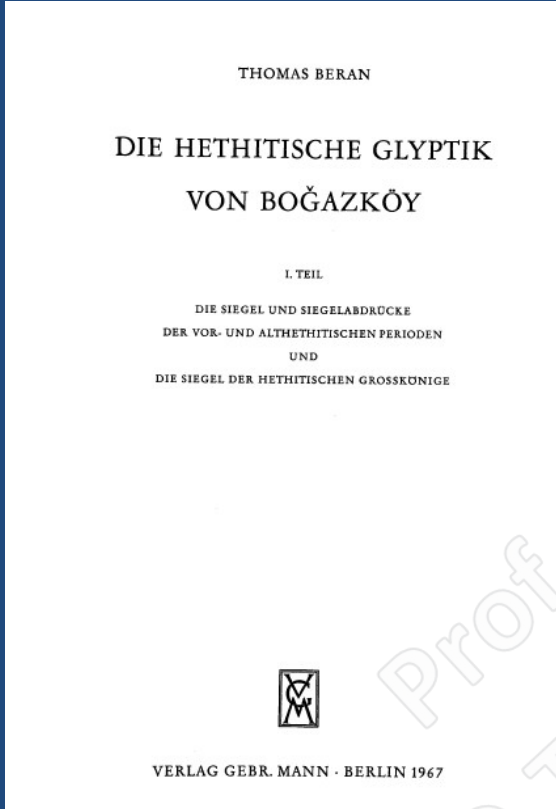 THOMAS BERAN
DIE HETHITISCHE GLYPTIK
VON BOĞAZKÖY
I. TEIL
DIE SIEGEL UND SIEGELABDRÜCKE
DER VOR- UND ALTHETHITISCHEN PERIODEN
UND
DIE SIEGEL DER HETHITISCHEN GROSSKÖNIGE
VERLAG GEBR. MANN · BERLIN 1967
Prof